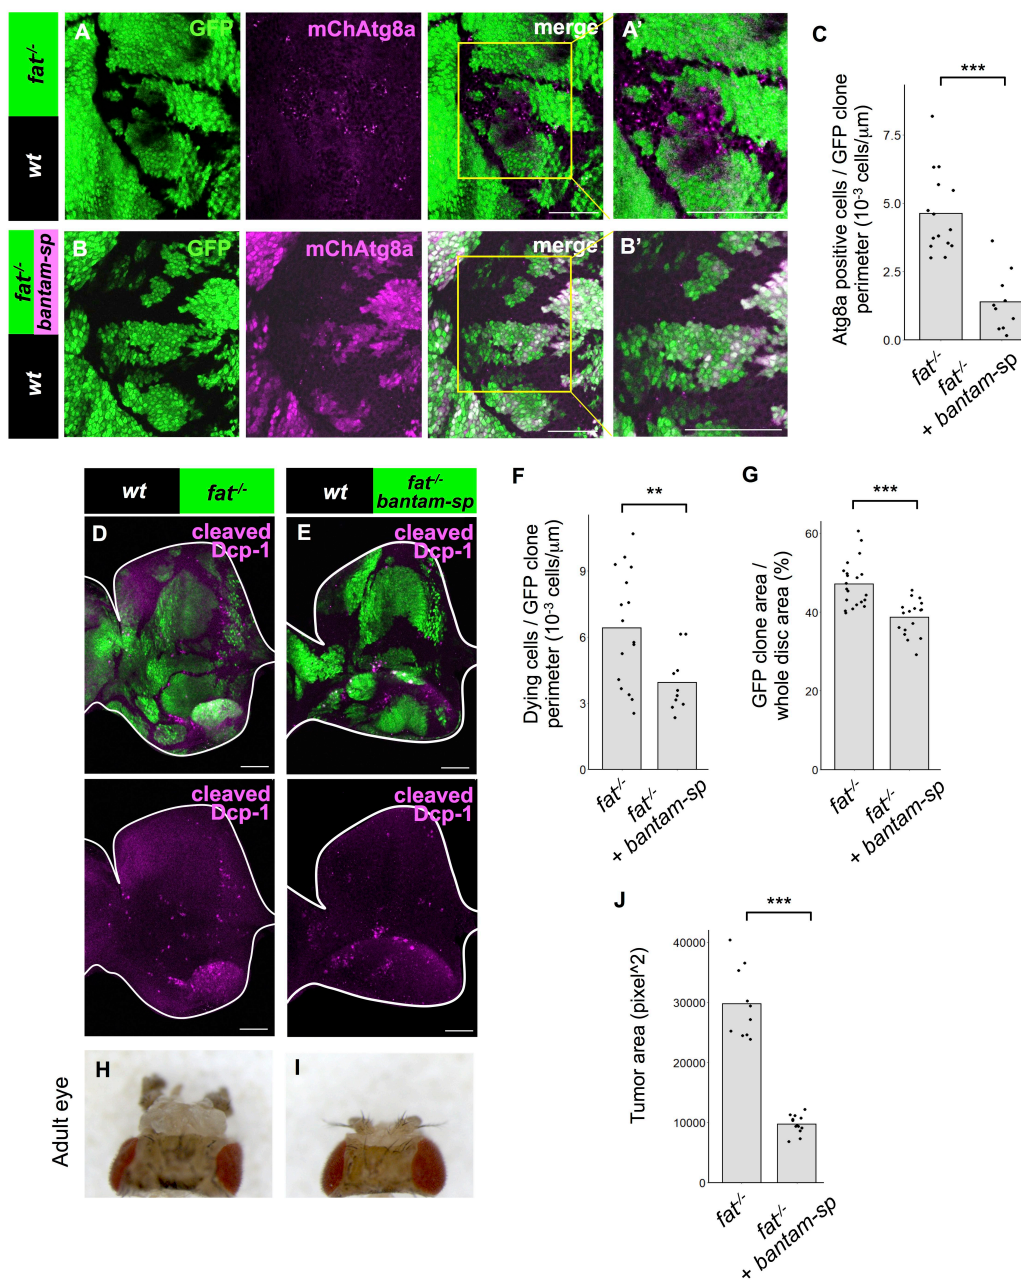 fat-/-
wt
A
GFP
mChAtg8a
merge
A'
fat-/-
bantam-sp
wt
B
GFP
mChAtg8a
merge
B'
C
***
Atg8a positive cells / GFP clone
perimeter (10-3 cells/μm)
7.5
5.0
2.5
0.0
fat-/-
fat-/-
+ bantam-sp
wt
fat-/-
D
cleaved
Dcp-1
cleaved
Dcp-1
wt
fat-/-
bantam-sp
E
cleaved
Dcp-1
cleaved
Dcp-1
F
**
Dying cells / GFP clone
perimeter (10-3 cells/μm)
9
6
3
0
fat-/-
fat-/-
+ bantam-sp
G
***
GFP clone area /
whole disc area (%)
60
40
20
0
fat-/-
fat-/-
+ bantam-sp
Adult eye
H
I
J
***
Tumor area (pixel^2)
40000
30000
20000
10000
0
fat-/-
fat-/-
+ bantam-sp